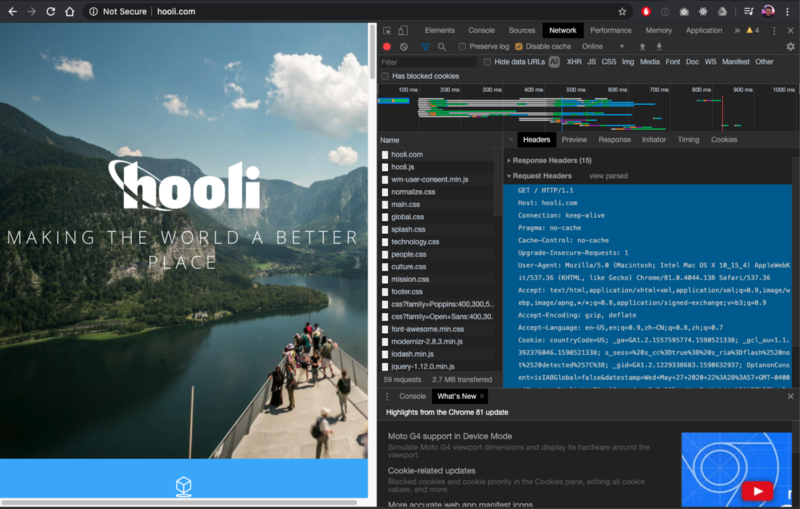 Not Secure | hooli.com
Elements Console Sources Network Performance Memory Application » 4
Preserve log Disable cache Online
Filter Hide data URLs All XHR JS CSS Img Media Font Doc WS Manifest Other
Has blocked cookies
100 ms 200 ms 300 ms 400 ms 500 ms 600 ms 700 ms 800 ms 900 ms 1000 ms
hooli
MAKING THE WORLD A BETTER
PLACE
Name
hooli.com
hooli.js
wm-user-consent.min.js
normalize.css
main.css
global.css
splash.css
technology.css
people.css
culture.css
mission.css
footer.css
css?family=Poppins:400,300,5...
css?family=Open+Sans:400,30...
font-awesome.min.css
modernizr-2.8.3.min.js
lodash.min.js
jquery-1.12.0.min.js
59 requests 2.7 MB transferred
× Headers Preview Response Initiator Timing Cookies
Response Headers (15)
Request Headers view parsed
GET / HTTP/1.1
Host: hooli.com
Connection: keep-alive
Pragma: no-cache
Cache-Control: no-cache
Upgrade-Insecure-Requests: 1
User-Agent: Mozilla/5.0 (Macintosh; Intel Mac OS X 10_15_4) AppleWebK
it/537.36 (KHTML, like Gecko) Chrome/81.0.4044.138 Safari/537.36
Accept: text/html,application/xhtml+xml,application/xml;q=0.9,image/w
ebp,image/apng,*/*;q=0.8,application/signed-exchange;v=b3;q=0.9
Accept-Encoding: gzip, deflate
Accept-Language: en-US,en;q=0.9,zh-CN;q=0.8,zh;q=0.7
Cookie: countryCode=US; _ga=GA1.2.1557595774.1590521338; _gcl_au=1.1.
392376046.1590521338; s_sess=%20s_cc%3Dtrue%3B%20s_ria%3Dflash%2520no
t%2520detected%257C%3B; _gid=GA1.2.1229338683.1590632937; OptanonCons
ent=isIABGlobal=false&datestamp=Wed+May+27+2020+22%3A28%3A57+GMT-0400
Console What's New ×
Highlights from the Chrome 81 update
Moto G4 support in Device Mode
Simulate Moto G4 viewport dimensions and display its hardware around the
viewport.
Cookie-related updates
Blocked cookies and cookie priority in the Cookies pane, editing all cookie
values, and more.
More accurate web app manifest icons